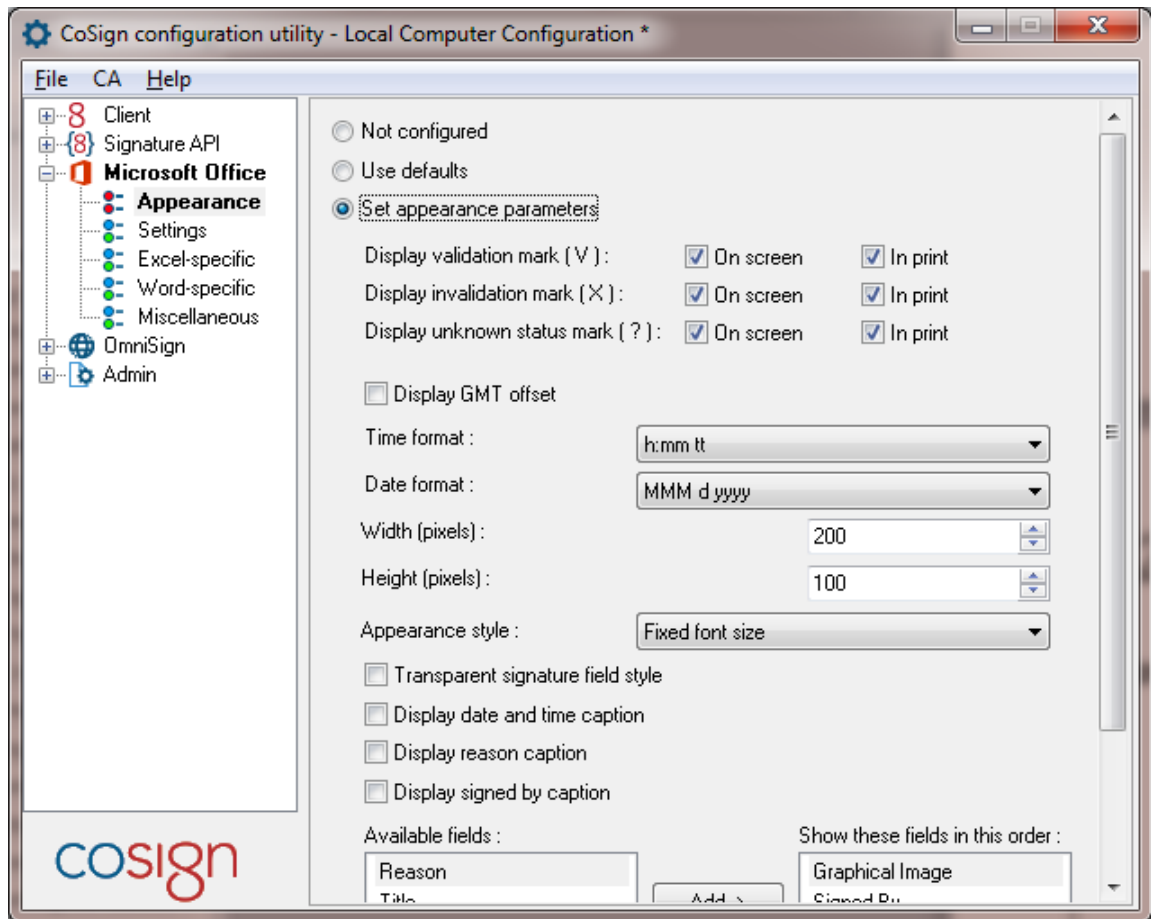 CoSign configuration utility - Local Computer Configuration *
File CA Help
Client
Signature API
Microsoft Office
Appearance
Settings
Excel-specific
Word-specific
Miscellaneous
OmniSign
Admin
cosign
Not configured
Use defaults
Set appearance parameters
Display validation mark ( V ) : On screen In print
Display invalidation mark ( X ) : On screen In print
Display unknown status mark ( ? ) : On screen In print
Display GMT offset
Time format : h:mm tt
Date format : MMM d yyyy
Width (pixels) : 200
Height (pixels) : 100
Appearance style : Fixed font size
Transparent signature field style
Display date and time caption
Display reason caption
Display signed by caption
Available fields : Show these fields in this order :
Reason Graphical Image
Title Add > Signed By